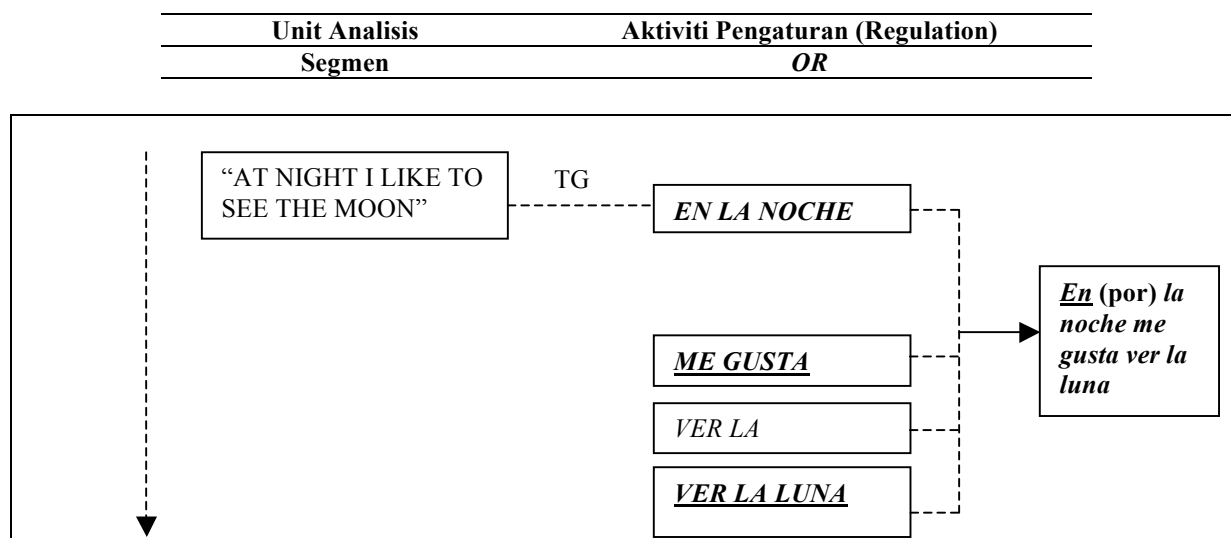 Unit Analisis Aktiviti Pengaturan (Regulation)
Segmen OR
“AT NIGHT I LIKE TO
SEE THE MOON”
TG
EN LA NOCHE
ME GUSTA
VER LA
VER LA LUNA
En (por) la
noche me
gusta ver la
luna